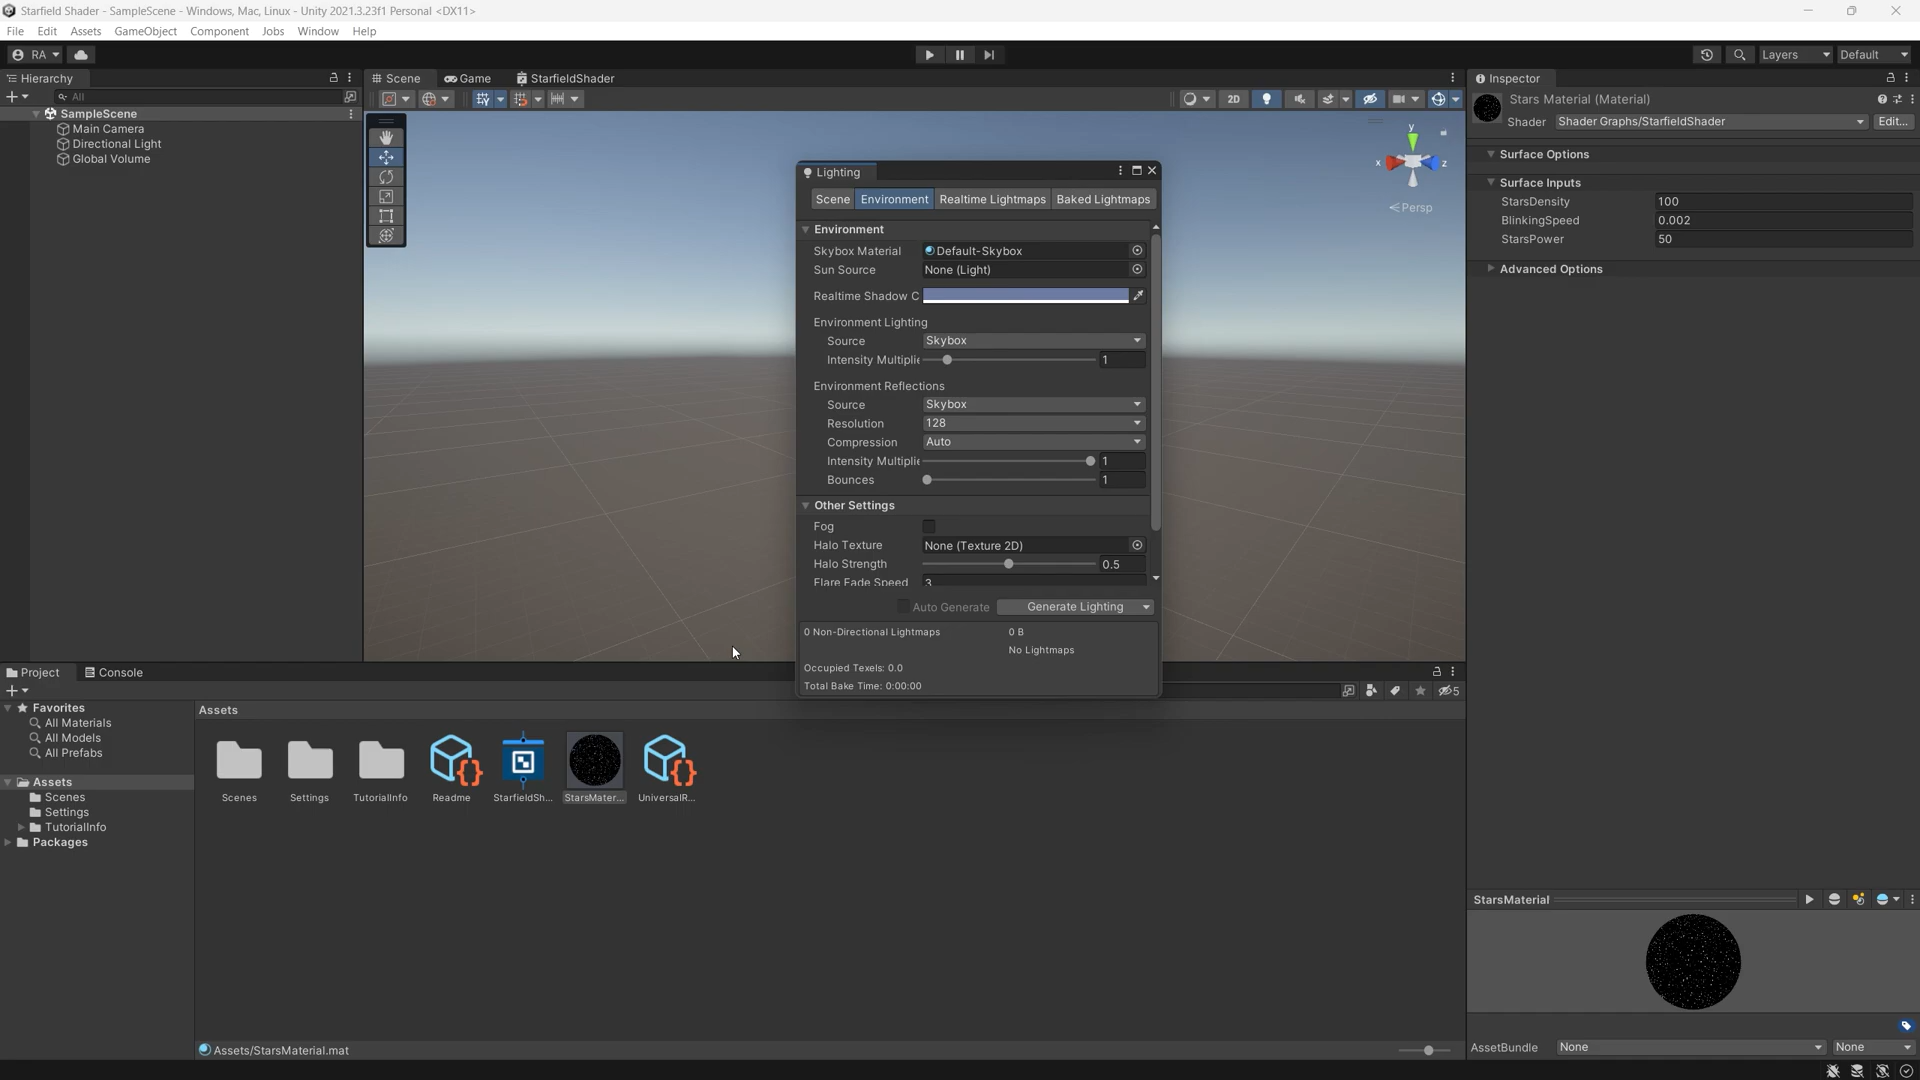 Starfield Shader - SampleScene - Windows, Mac, Linux - Unity 2021.3.23f1 Personal <DX11>
File Edit Assets GameObject Component Jobs Window Help
RA Layers Default
Hierarchy
All
SampleScene
Main Camera
Directional Light
Global Volume
Scene Game StarfieldShader
2D
y
x z
Persp
Lighting
Scene Environment Realtime Lightmaps Baked Lightmaps
Environment
Skybox Material Default-Skybox
Sun Source None (Light)
Realtime Shadow C
Environment Lighting
Source Skybox
Intensity Multiplie 1
Environment Reflections
Source Skybox
Resolution 128
Compression Auto
Intensity Multiplie 1
Bounces 1
Other Settings
Fog
Halo Texture None (Texture 2D)
Halo Strength 0.5
Flare Fade Speed 3
Auto Generate Generate Lighting
0 Non-Directional Lightmaps 0 B
No Lightmaps
Occupied Texels: 0.0
Total Bake Time: 0:00:00
Inspector
Stars Material (Material)
Shader Shader Graphs/StarfieldShader Edit...
Surface Options
Surface Inputs
StarsDensity 100
BlinkingSpeed 0.002
StarsPower 50
Advanced Options
Project Console
5
Favorites
All Materials
All Models
All Prefabs
Assets
Scenes
Settings
TutorialInfo
Packages
Assets
Scenes Settings TutorialInfo Readme StarfieldSh... StarsMater... UniversalR...
Assets/StarsMaterial.mat
StarsMaterial
AssetBundle None None